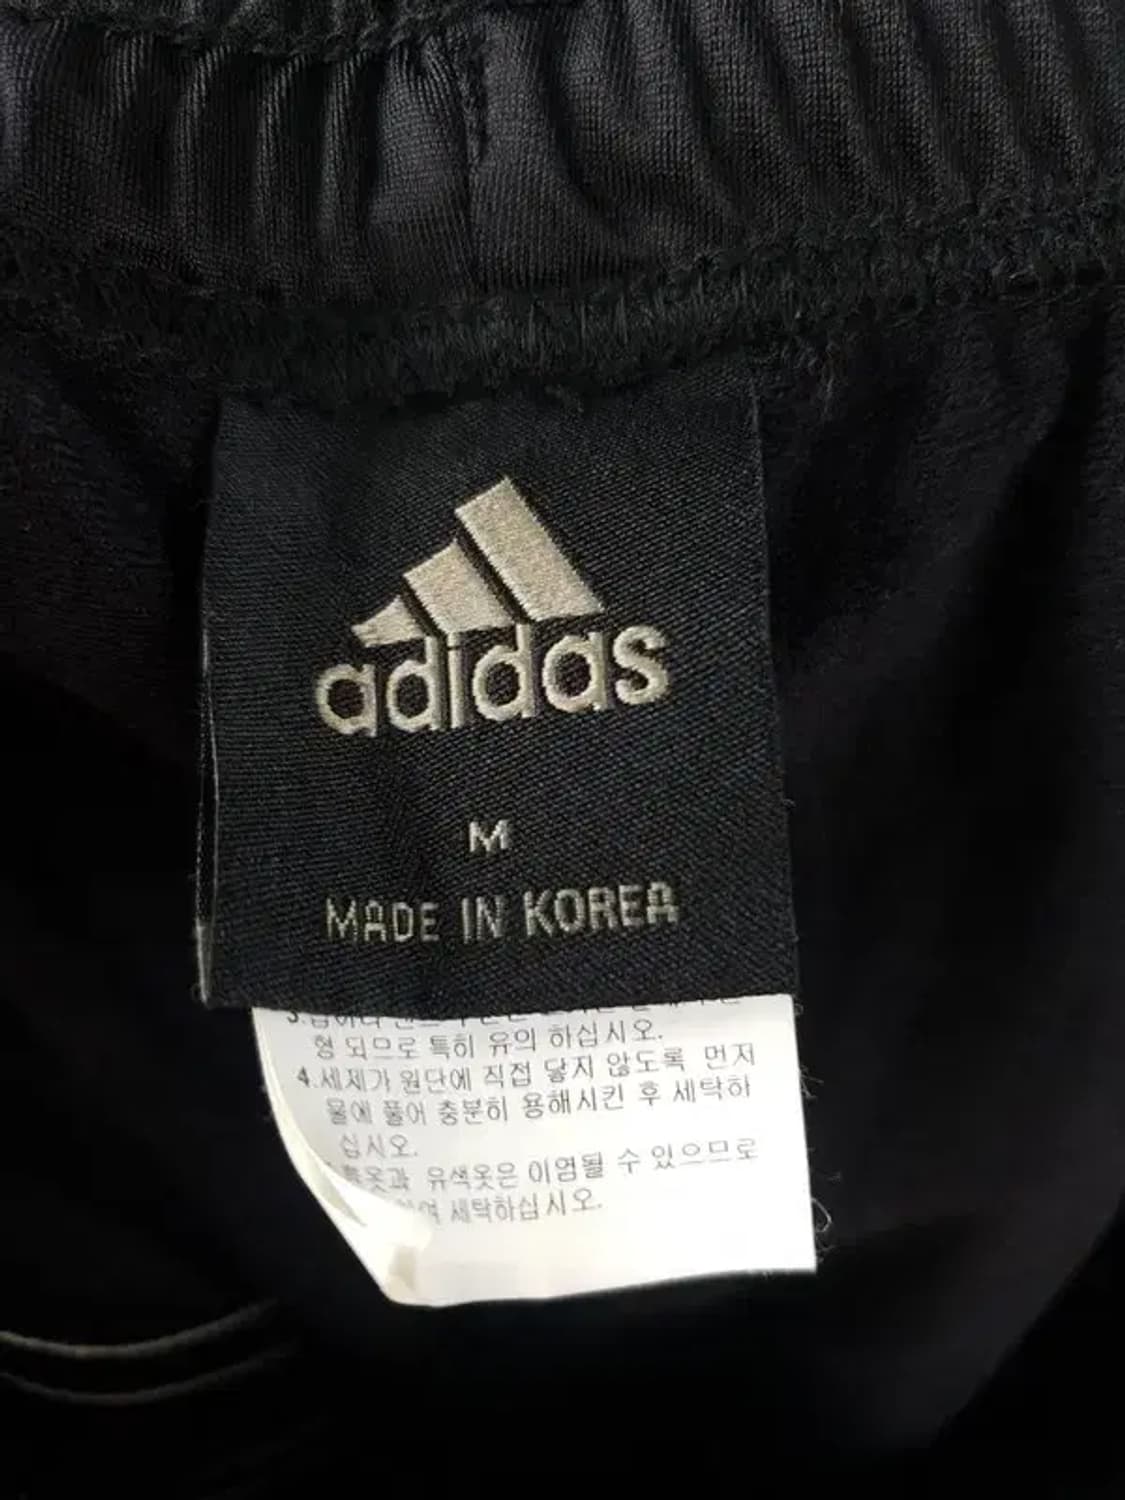 adidas
M
MADE IN KOREA
형 되므로 특히 유의 하십시오.
4.세제가 원단에 직접 닿지 않도록 먼저
물에 풀어 충분히 용해시킨 후 세탁하
십시오.
유색옷은 이염될 수 있으므로
세탁하십시오.